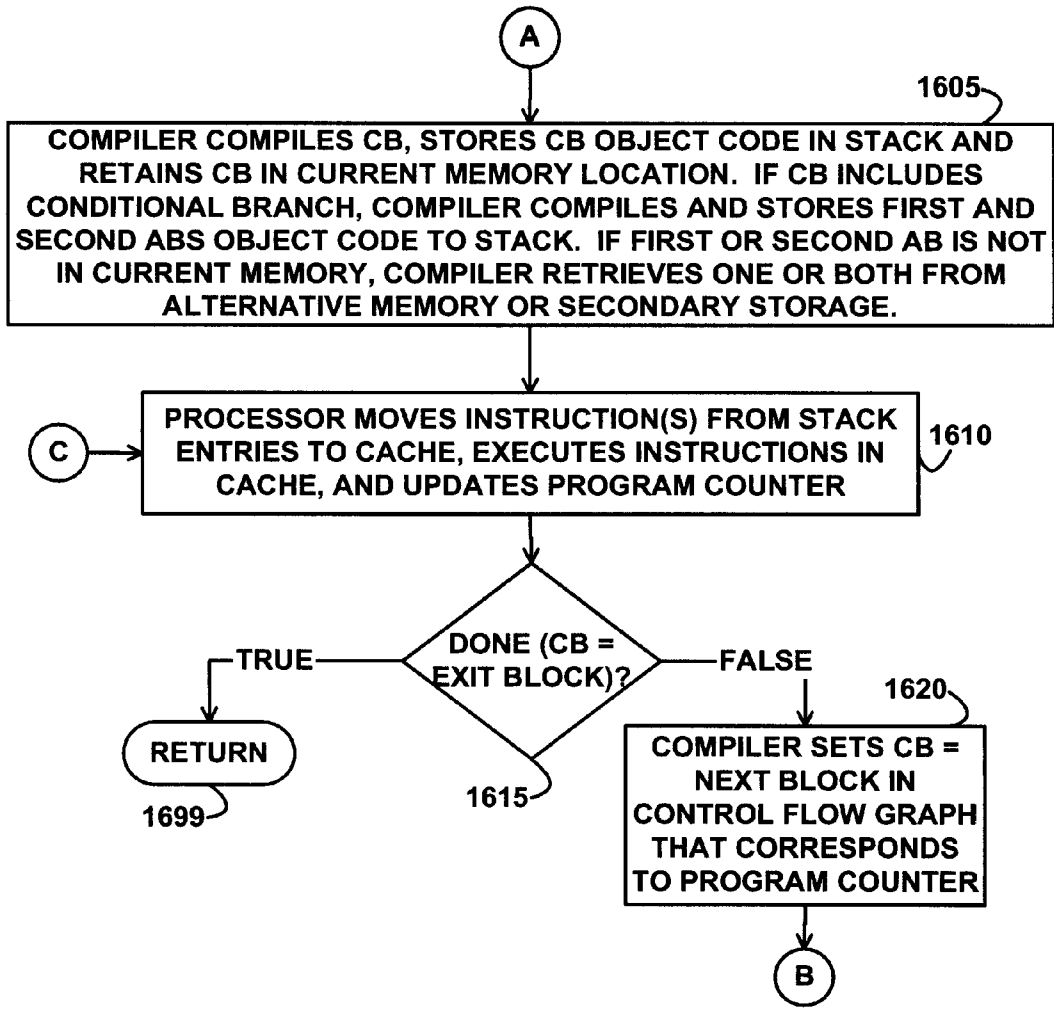 A
1605
COMPILER COMPILES CB, STORES CB OBJECT CODE IN STACK AND
RETAINS CB IN CURRENT MEMORY LOCATION. IF CB INCLUDES
CONDITIONAL BRANCH, COMPILER COMPILES AND STORES FIRST AND
SECOND ABS OBJECT CODE TO STACK. IF FIRST OR SECOND AB IS NOT
IN CURRENT MEMORY, COMPILER RETRIEVES ONE OR BOTH FROM
ALTERNATIVE MEMORY OR SECONDARY STORAGE.
C
PROCESSOR MOVES INSTRUCTION(S) FROM STACK
ENTRIES TO CACHE, EXECUTES INSTRUCTIONS IN
CACHE, AND UPDATES PROGRAM COUNTER
1610
DONE (CB =
EXIT BLOCK)?
TRUE
FALSE
1615
RETURN
1699
1620
COMPILER SETS CB =
NEXT BLOCK IN
CONTROL FLOW GRAPH
THAT CORRESPONDS
TO PROGRAM COUNTER
B